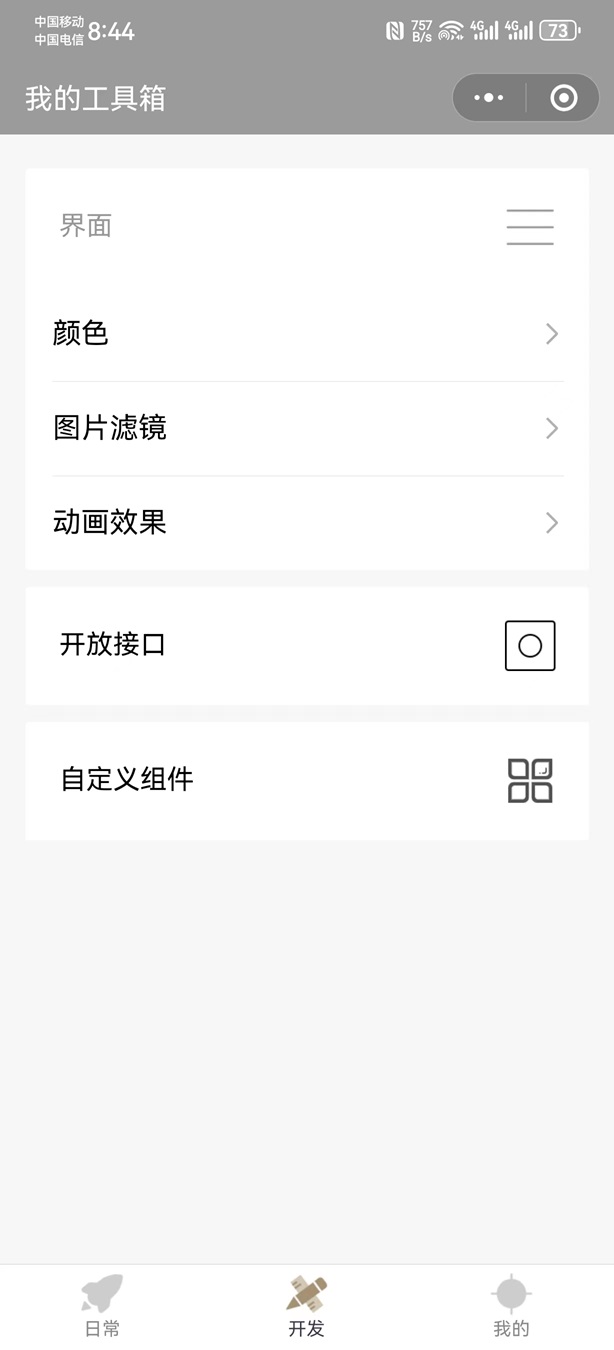 中国移动
中国电信
8:44
757
B/s
4G
4G
73
我的工具箱
界面
颜色
图片滤镜
动画效果
开放接口
自定义组件
日常
开发
我的